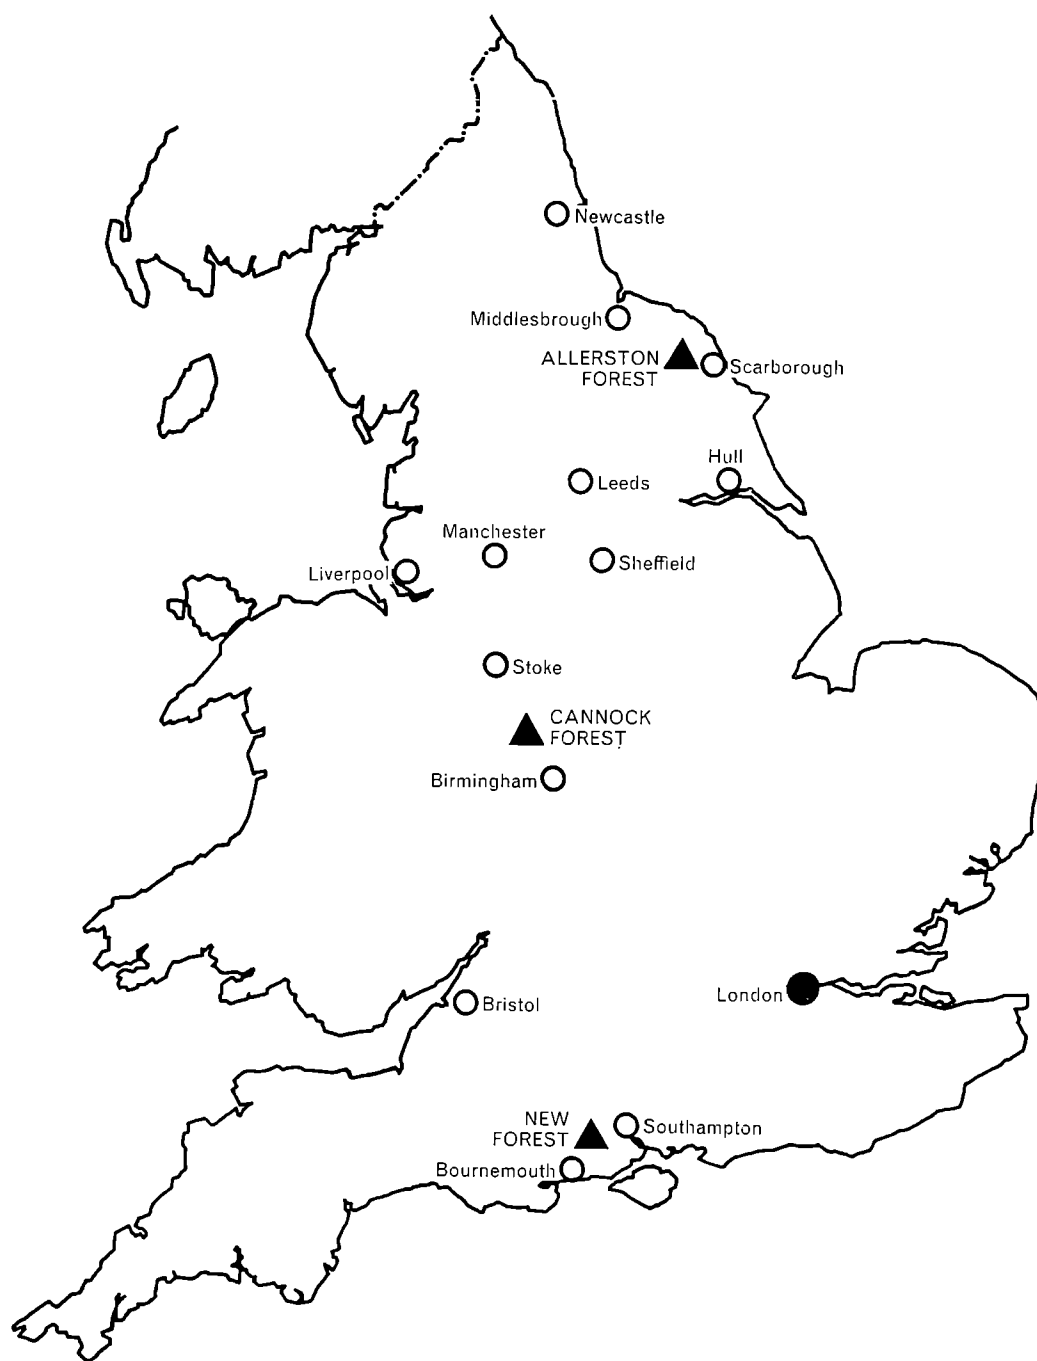 Newcastle
Middlesbrough
ALLERSTON
FOREST
Scarborough
Hull
Leeds
Manchester
Sheffield
Liverpool
Stoke
CANNOCK
FOREST
Birmingham
London
Bristol
NEW
FOREST
Southampton
Bournemouth